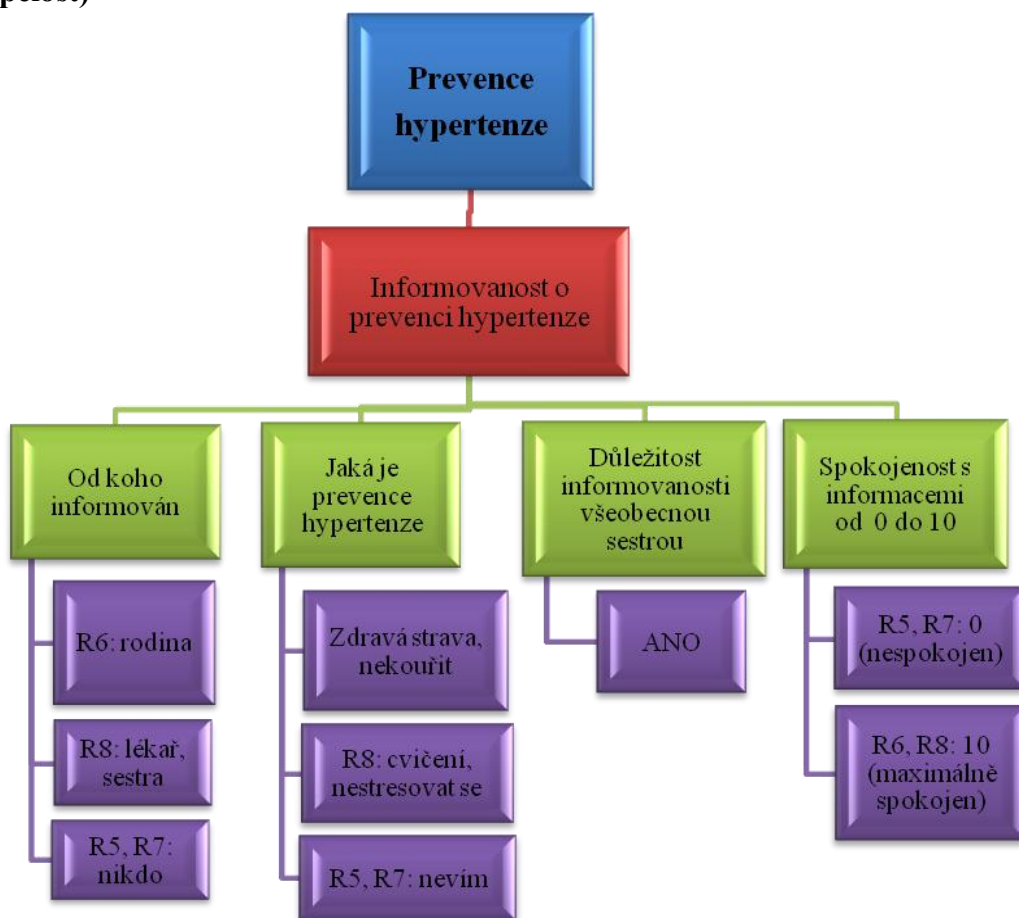 Prevence
hypertenze
Informovanost o
prevenci hypertenze
Od koho
informován
R6: rodina
R8: lékař,
sestra
R5, R7:
nikdo
Jaká je
prevence
hypertenze
Zdravá strava,
nekouřit
R8: cvičení,
nestresovat se
R5, R7: nevím
Důležitost
informovanosti
všeobecnou
sestrou
ANO
Spokojenost s
informacemi
od 0 do 10
R5, R7: 0
(nespokojen)
R6, R8: 10
(maximálně
spokojen)